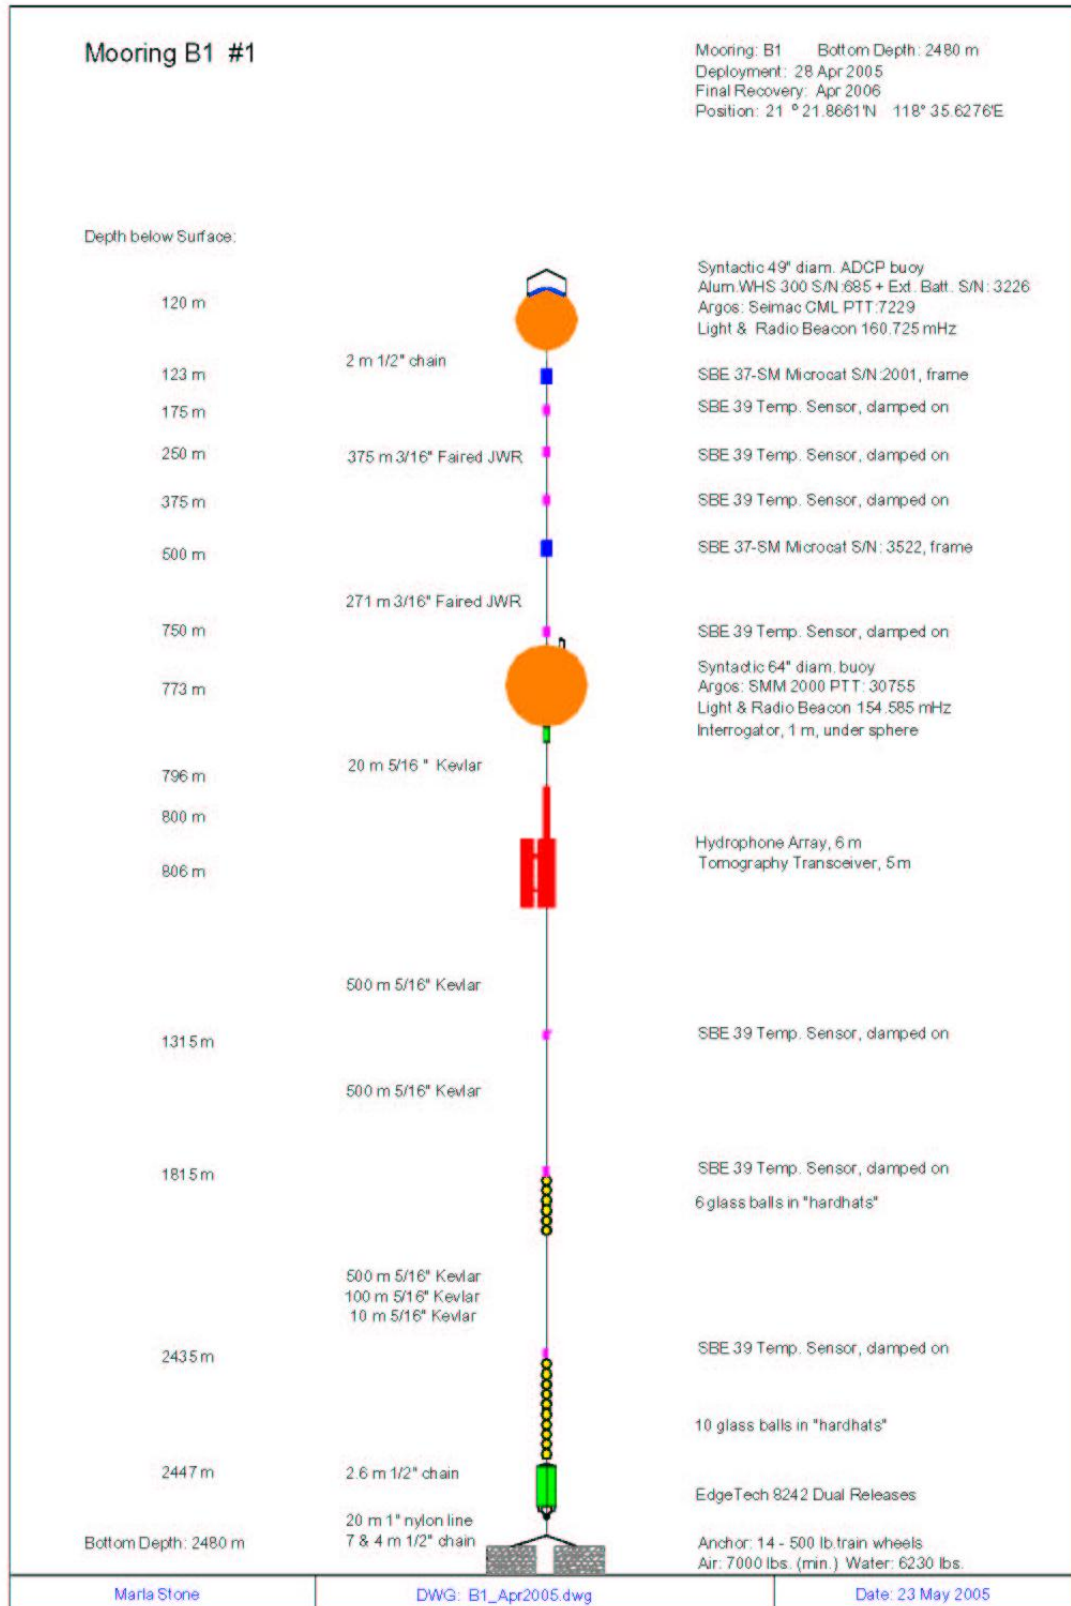 Mooring B1 #1
Mooring: B1 Bottom Depth: 2480 m
Deployment: 28 Apr 2005
Final Recovery: Apr 2006
Position: 21 ° 21.8661'N 118° 35.6276'E
Depth below Surface:
Syntactic 49" diam. ADCP buoy
120 m
Alum.WHS 300 S/N:685 + Ext. Batt. S/N: 3226
Argos: Seimac CML PTT:7229
Light & Radio Beacon 160.725 mHz
2 m 1/2" chain
123 m
SBE 37-SM Microcat S/N:2001, frame
175 m
SBE 39 Temp. Sensor, clamped on
250 m
375 m 3/16" Faired JWR
SBE 39 Temp. Sensor, clamped on
375 m
SBE 39 Temp. Sensor, clamped on
500 m
SBE 37-SM Microcat S/N: 3522, frame
271 m 3/16" Faired JWR
750 m
SBE 39 Temp. Sensor, clamped on
773 m
Syntactic 64" diam. buoy
Argos: SMM 2000 PTT: 30755
Light & Radio Beacon 154.585 mHz
Interrogator, 1 m, under sphere
20 m 5/16 " Kevlar
796 m
800 m
Hydrophone Array, 6 m
806 m
Tomography Transceiver, 5 m
500 m 5/16" Kevlar
1315 m
SBE 39 Temp. Sensor, clamped on
500 m 5/16" Kevlar
1815 m
SBE 39 Temp. Sensor, clamped on
6 glass balls in "hardhats"
500 m 5/16" Kevlar
100 m 5/16" Kevlar
10 m 5/16" Kevlar
2435 m
SBE 39 Temp. Sensor, clamped on
10 glass balls in "hardhats"
2447 m
2.6 m 1/2" chain
EdgeTech 8242 Dual Releases
20 m 1" nylon line
Bottom Depth: 2480 m
7 & 4 m 1/2" chain
Anchor: 14 - 500 lb.train wheels
Air: 7000 lbs. (min.) Water: 6230 lbs.
Marla Stone
DWG: B1_Apr2005.dwg
Date: 23 May 2005